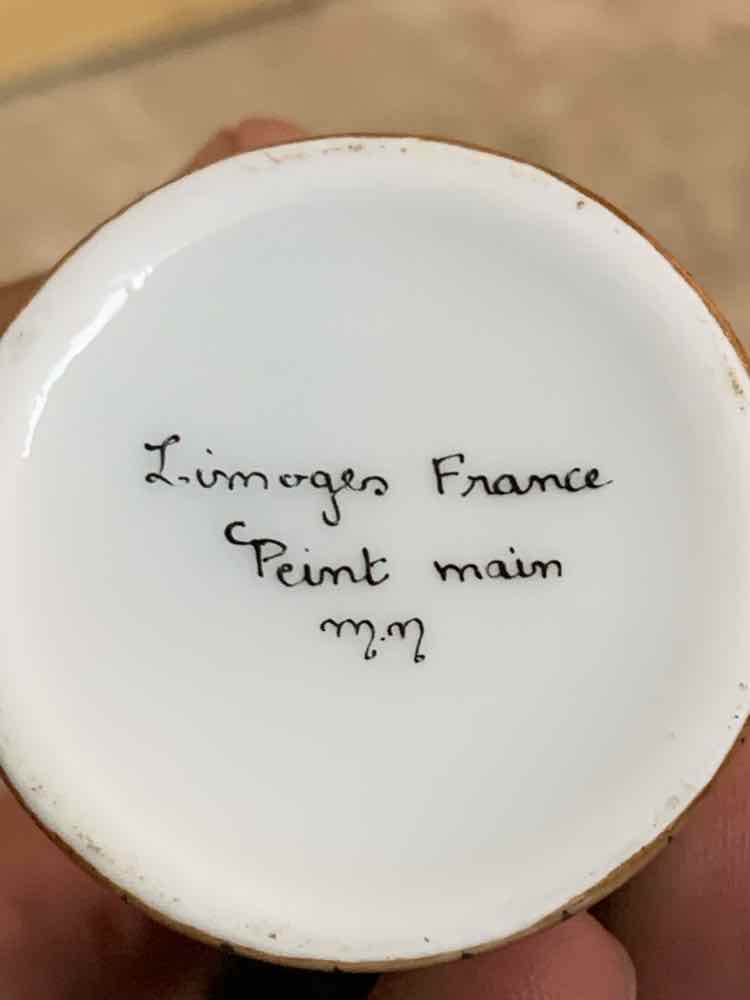 Limoges France
Peint main
m.n